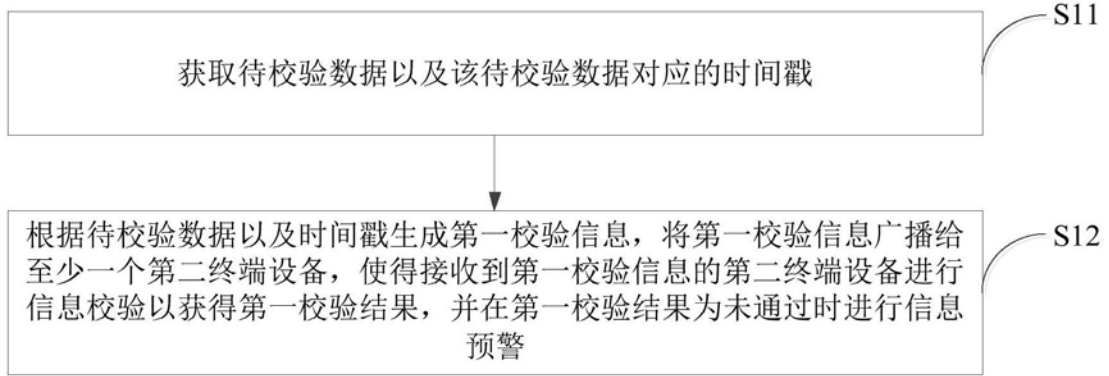 S11
获取待校验数据以及该待校验数据对应的时间戳
S12
根据待校验数据以及时间戳生成第一校验信息，将第一校验信息广播给
至少一个第二终端设备，使得接收到第一校验信息的第二终端设备进行
信息校验以获得第一校验结果，并在第一校验结果为未通过时进行信息
预警